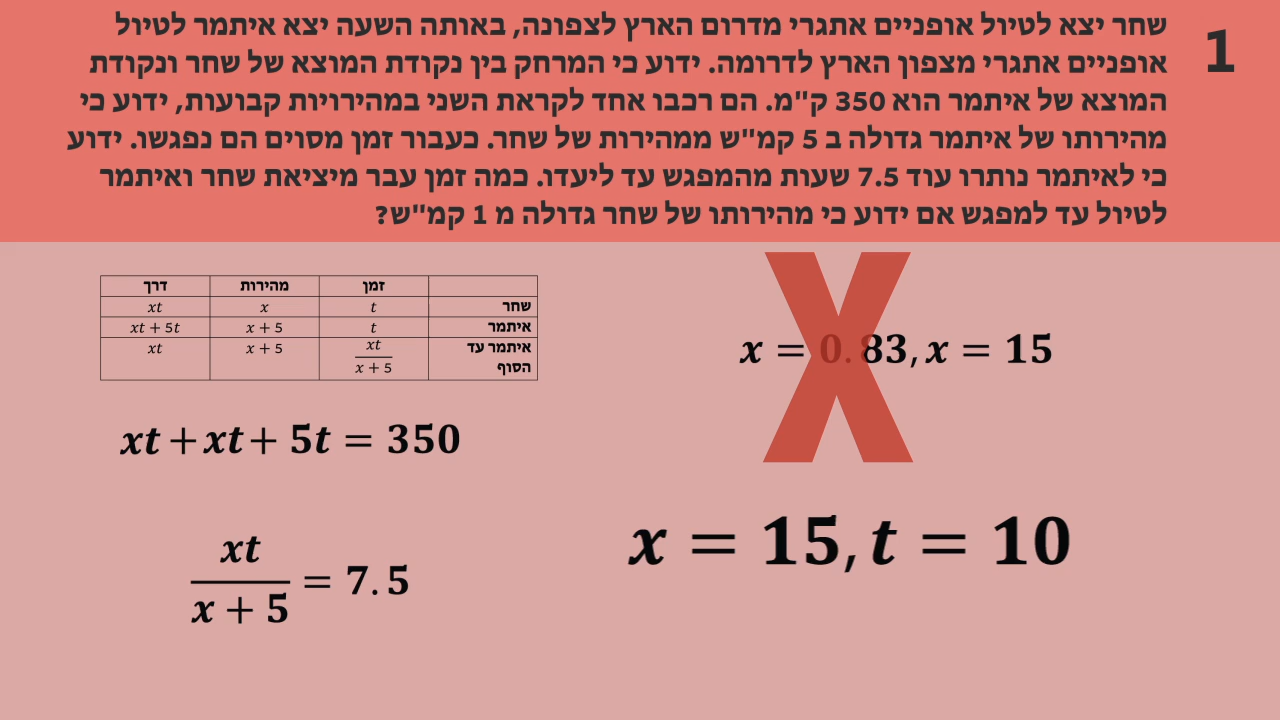 1
שחר יצא לטיול אופניים אתגרי מדרום הארץ לצפונה, באותה השעה יצא איתמר לטיול
אופניים אתגרי מצפון הארץ לדרומה. ידוע כי המרחק בין נקודת המוצא של שחר ונקודת
המוצא של איתמר הוא 350 ק"מ. הם רכבו אחד לקראת השני במהירויות קבועות, ידוע כי
מהירותו של איתמר גדולה ב 5 קמ"ש ממהירות של שחר. כעבור זמן מסוים הם נפגשו. ידוע
כי לאיתמר נותרו עוד 7.5 שעות מהמפגש עד ליעדו. כמה זמן עבר מיציאת שחר ואיתמר
לטיול עד למפגש אם ידוע כי מהירותו של שחר גדולה מ 1 קמ"ש?
זמן מהירות דרך
שחר t x xt
איתמר t x + 5 xt + 5t
איתמר עד הסוף xt/(x + 5) x + 5 xt
x = 0.83, x = 15
xt + xt + 5t = 350
x = 15, t = 10
xt/(x + 5) = 7.5